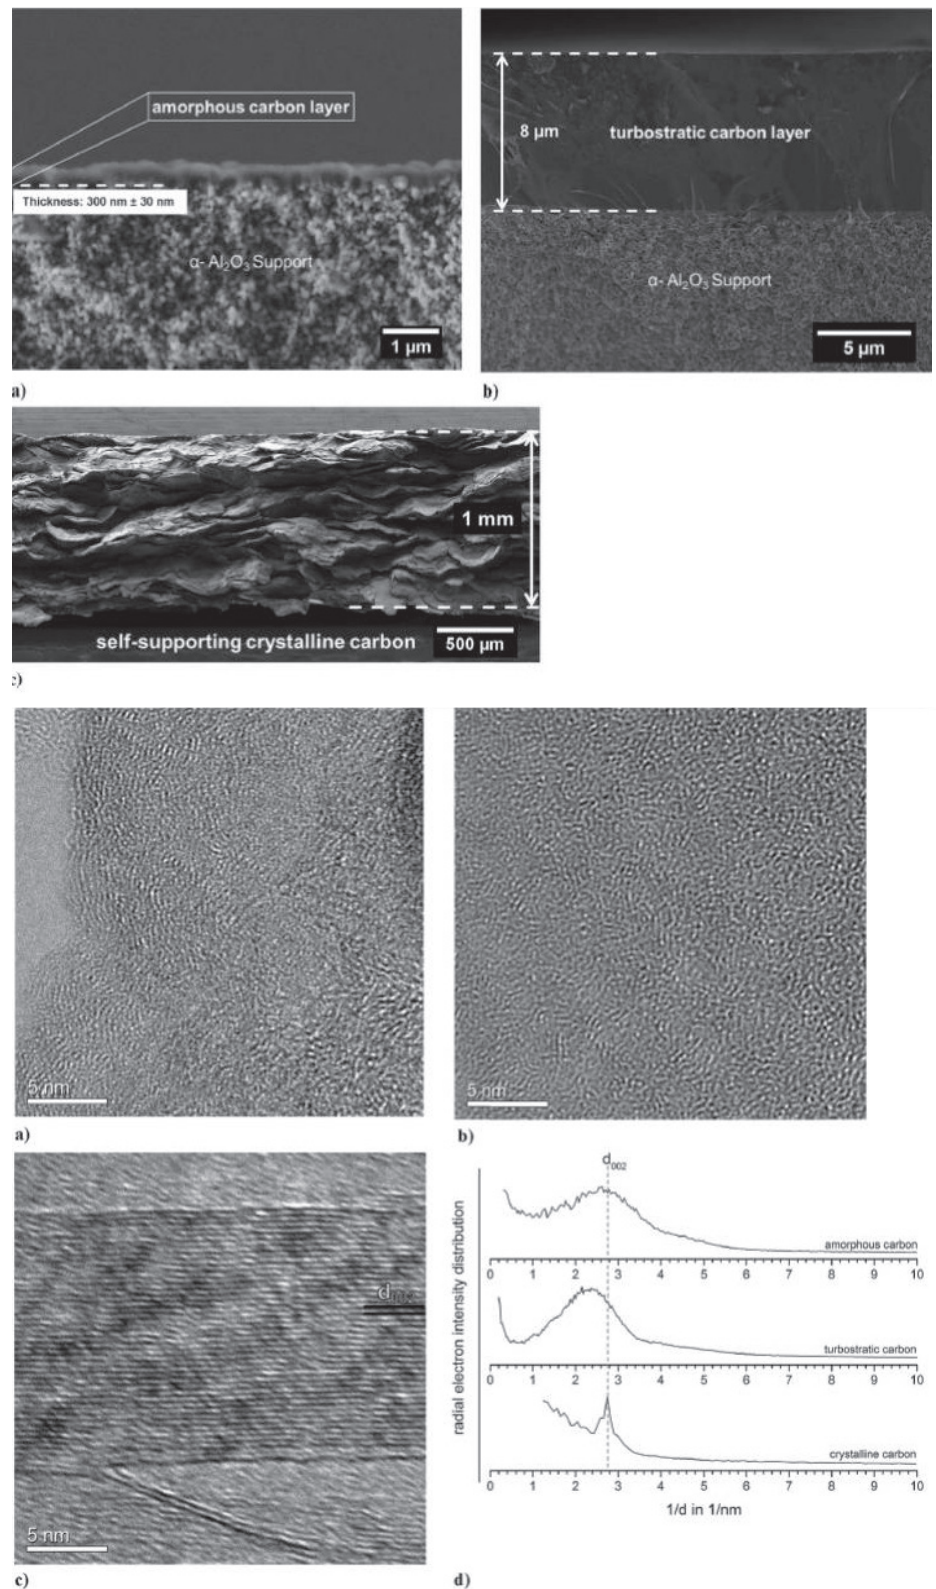 amorphous carbon layer
Thickness: 300 nm ± 30 nm
α- Al₂O₃ Support
1 µm
a)
8 µm
turbostratic carbon layer
α- Al₂O₃ Support
5 µm
b)
1 mm
self-supporting crystalline carbon
500 µm
c)
5 nm
a)
5 nm
b)
5 nm
c)
d₀₀₂
radial electron intensity distribution
amorphous carbon
0 1 2 3 4 5 6 7 8 9 10
turbostratic carbon
0 1 2 3 4 5 6 7 8 9 10
crystalline carbon
0 1 2 3 4 5 6 7 8 9 10
1/d in 1/nm
d)